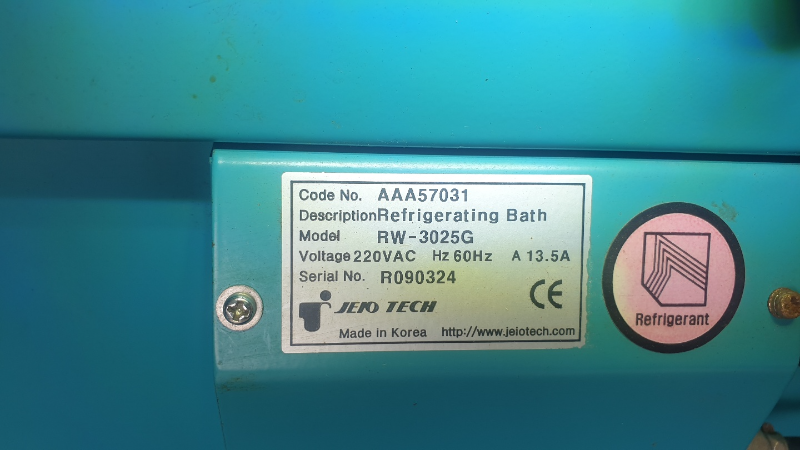 Code No. AAA57031
Description Refrigerating Bath
Model RW-3025G
Voltage 220VAC Hz 60Hz A 13.5A
Serial No. R090324
JEIO TECH
CE
Made in Korea http://www.jeiotech.com
Refrigerant